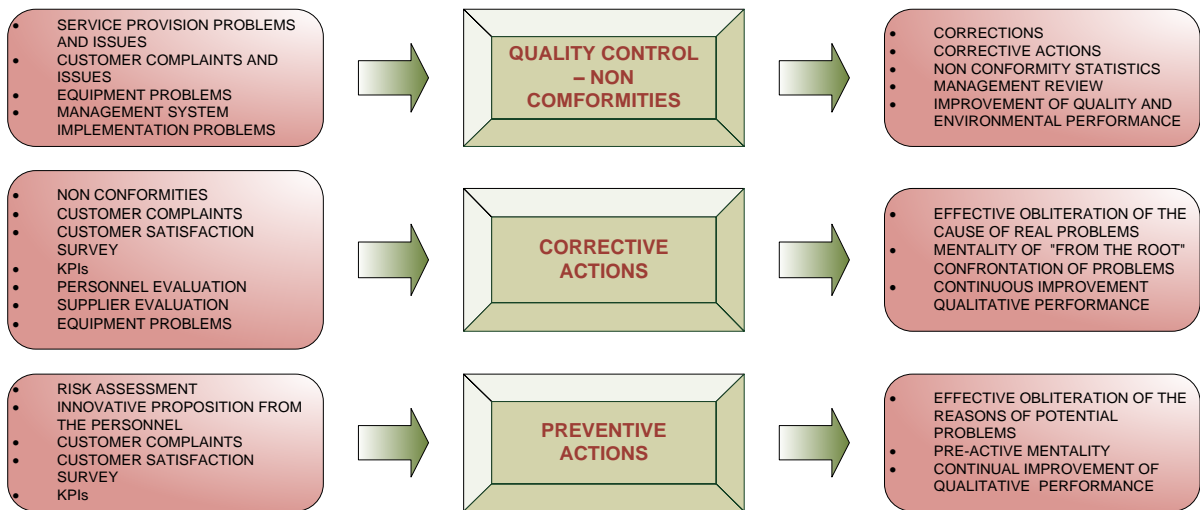 • SERVICE PROVISION PROBLEMS
AND ISSUES
• CUSTOMER COMPLAINTS AND
ISSUES
• EQUIPMENT PROBLEMS
• MANAGEMENT SYSTEM
IMPLEMENTATION PROBLEMS
QUALITY CONTROL
– NON
COMFORMITIES
• CORRECTIONS
• CORRECTIVE ACTIONS
• NON CONFORMITY STATISTICS
• MANAGEMENT REVIEW
• IMPROVEMENT OF QUALITY AND
ENVIRONMENTAL PERFORMANCE
• NON CONFORMITIES
• CUSTOMER COMPLAINTS
• CUSTOMER SATISFACTION
SURVEY
• KPIs
• PERSONNEL EVALUATION
• SUPPLIER EVALUATION
• EQUIPMENT PROBLEMS
CORRECTIVE
ACTIONS
• EFFECTIVE OBLITERATION OF THE
CAUSE OF REAL PROBLEMS
• MENTALITY OF "FROM THE ROOT"
CONFRONTATION OF PROBLEMS
• CONTINUOUS IMPROVEMENT
QUALITATIVE PERFORMANCE
• RISK ASSESSMENT
• INNOVATIVE PROPOSITION FROM
THE PERSONNEL
• CUSTOMER COMPLAINTS
• CUSTOMER SATISFACTION
SURVEY
• KPIs
PREVENTIVE
ACTIONS
• EFFECTIVE OBLITERATION OF THE
REASONS OF POTENTIAL
PROBLEMS
• PRE-ACTIVE MENTALITY
• CONTINUAL IMPROVEMENT OF
QUALITATIVE PERFORMANCE